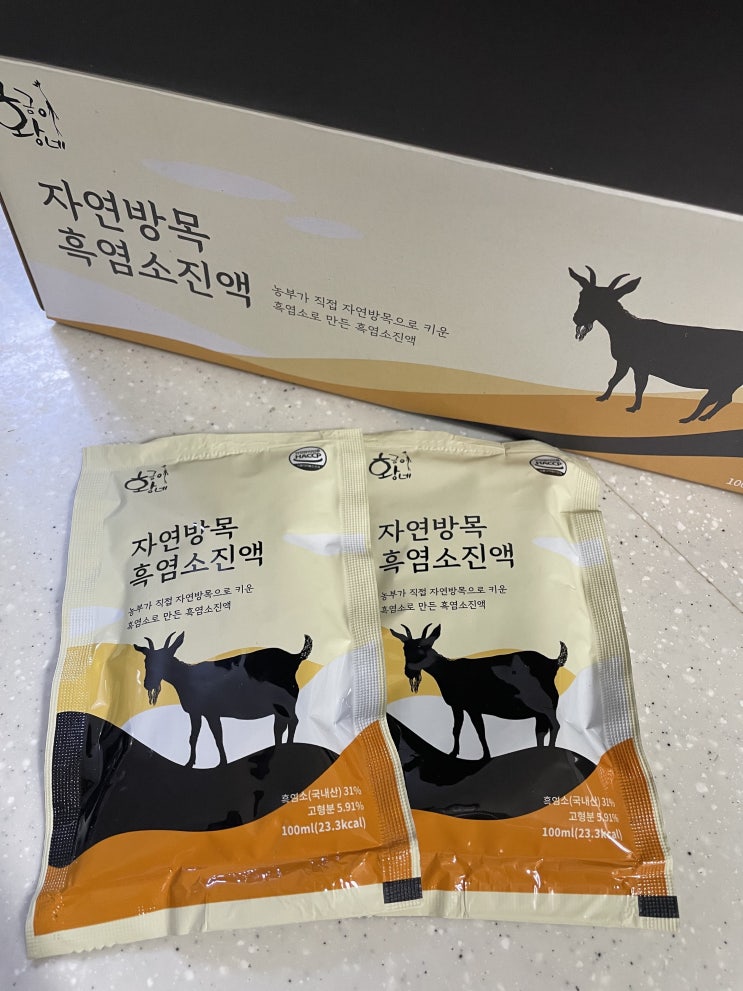 자연방목
흑염소진액
농부가 직접 자연방목으로 키운
흑염소로 만든 흑염소진액
HACCP
자연방목
흑염소진액
농부가 직접 자연방목으로 키운
흑염소로 만든 흑염소진액
흑염소(국내산) 31%
고형분 5.91%
100ml(23.3kcal)
HACCP
자연방목
흑염소진액
농부가 직접 자연방목으로 키운
흑염소로 만든 흑염소진액
흑염소(국내산) 31%
고형분 5.91%
100ml(23.3kcal)